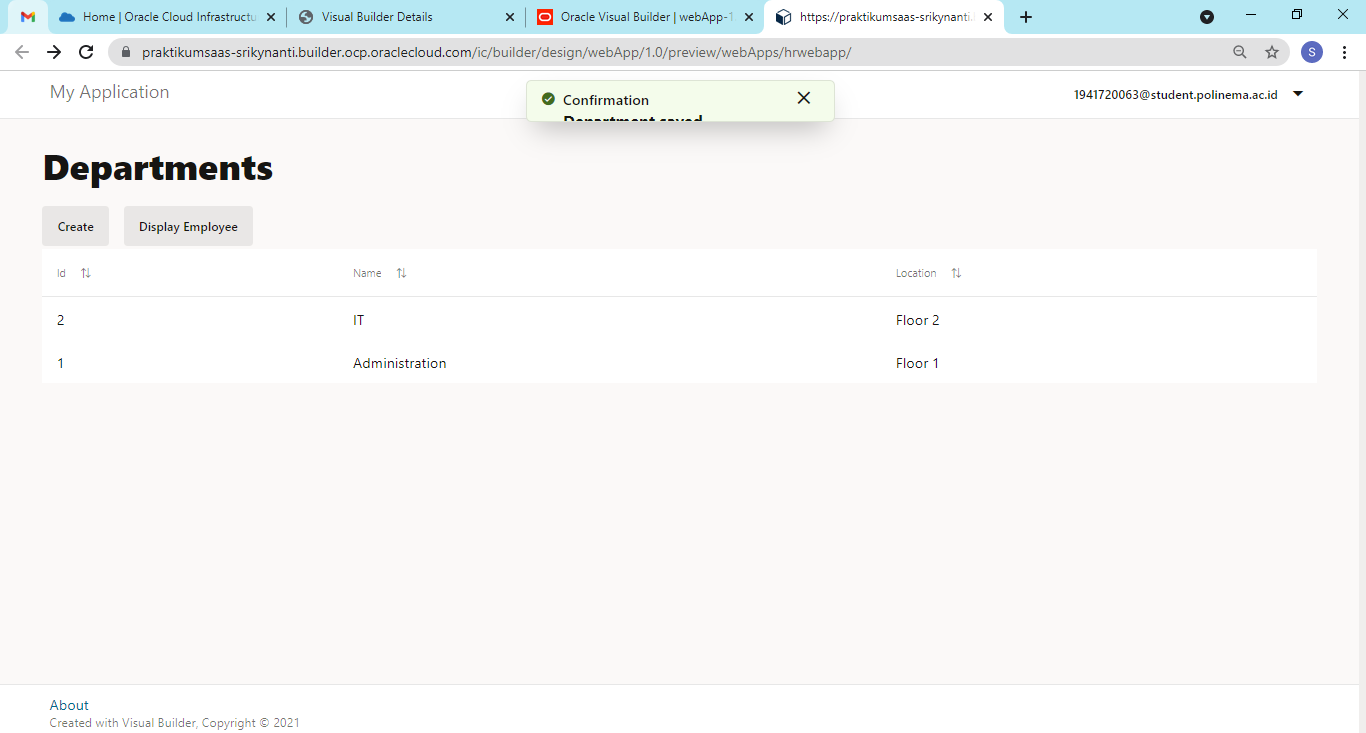 Home | Oracle Cloud Infrastructu
Visual Builder Details
Oracle Visual Builder | webApp-1
https://praktikumsaas-srikynanti.
praktikumsaas-srikynanti.builder.ocp.oraclecloud.com/ic/builder/design/webApp/1.0/preview/webApps/hrwebapp/
S
My Application
Confirmation
Department saved
1941720063@student.polinema.ac.id
Departments
Create
Display Employee
Id
Name
Location
2
IT
Floor 2
1
Administration
Floor 1
About
Created with Visual Builder, Copyright © 2021